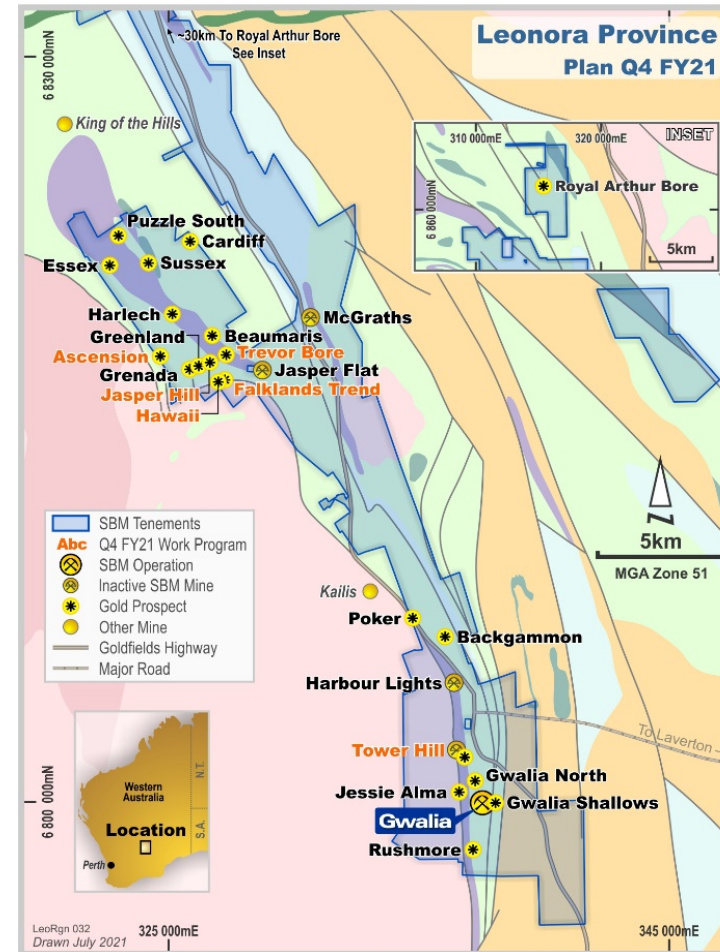 ~30km To Royal Arthur Bore
See Inset
Leonora Province
Plan Q4 FY21
6 830 000mN
King of the Hills
310 000mE
320 000mE
INSET
Royal Arthur Bore
6 860 000mN
5km
Puzzle South
Cardiff
Essex
Sussex
Harlech
McGraths
Greenland
Beaumaris
Ascension
Trevor Bore
Grenada
Jasper Flat
Jasper Hill
Falklands Trend
Hawaii
N
5km
MGA Zone 51
SBM Tenements
Abc
Q4 FY21 Work Program
SBM Operation
Inactive SBM Mine
Gold Prospect
Other Mine
Goldfields Highway
Major Road
Kailis
Poker
Backgammon
Harbour Lights
To Laverton
Tower Hill
Gwalia North
Jessie Alma
Gwalia Shallows
Gwalia
Rushmore
6 800 000mN
Western
Australia
N.T.
S.A.
Location
Perth
LeoRgn 032
Drawn July 2021
325 000mE
345 000mE